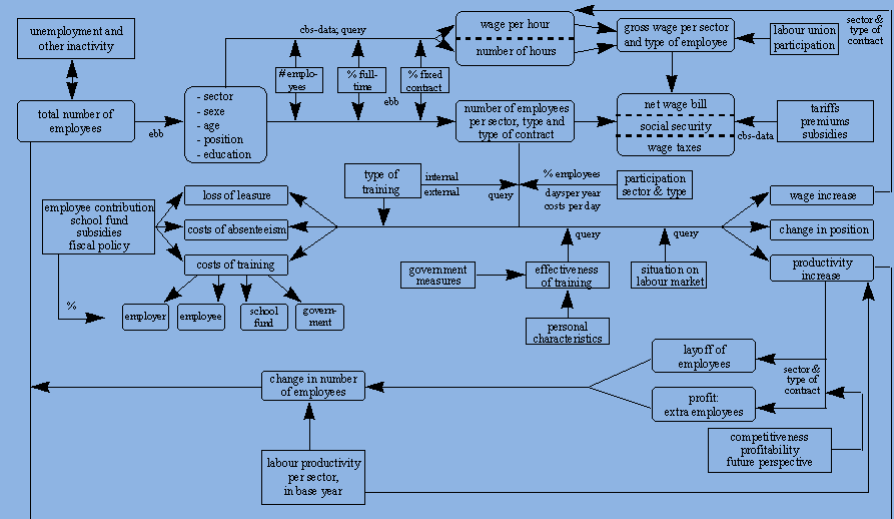 unemployment and
other inactivity
cbs-data; query
wage per hour
number of hours
gross wage per sector
and type of employee
labour union
participation
sector &
type of
contract
total number of
employees
ebb
- sector
- sexe
- age
- position
- education
# emplo-
yees
% full-
time
% fixed
contract
ebb
number of employees
per sector, type and
type of contract
net wage bill
social security
wage taxes
cbs-data
tariffs
premiums
subsidies
type of
training
internal
external
query
% employees
days per year
costs per day
participation
sector & type
employee contribution
school fund
subsidies
fiscal policy
loss of leasure
costs of absenteeism
costs of training
wage increase
change in position
productivity
increase
query
query
government
measures
effectiveness
of training
situation on
labour market
%
employer
employee
school
fund
govern-
ment
personal
characteristics
layoff of
employees
sector &
type of
contract
change in number
of employees
profit:
extra employees
competitiveness
profitability
future perspective
labour productivity
per sector,
in base year